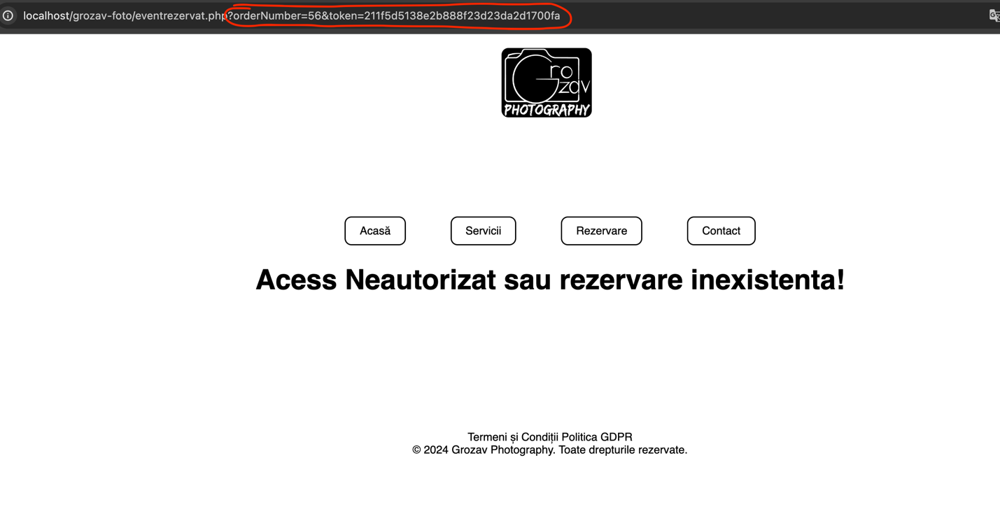 localhost/grozav-foto/eventrezervat.php?orderNumber=56&token=211f5d5138e2b888f23d23da2d1700fa
Grozav
PHOTOGRAPHY
Acasă
Servicii
Rezervare
Contact
Acess Neautorizat sau rezervare inexistenta!
Termeni și Condiții Politica GDPR
© 2024 Grozav Photography. Toate drepturile rezervate.